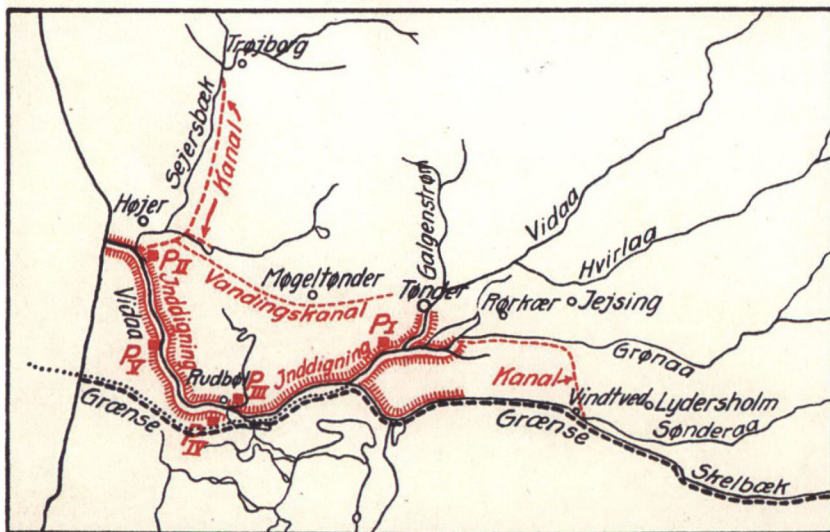 Trøjborg
Sejersbæk
Kanal
Højer
Galgenstrøm
Vidaa
Hvirlaa
Møgeltønder
Vandingskanal
Tønder
Rørkær
Jejsing
PII
Inddigning
Vidaa
PI
Grønaa
PV
Rudbøl
PIII
Inddigning
Kanal
Vindtved
Lydersholm
Grænse
PIV
Grænse
Sønderaa
Skelbæk